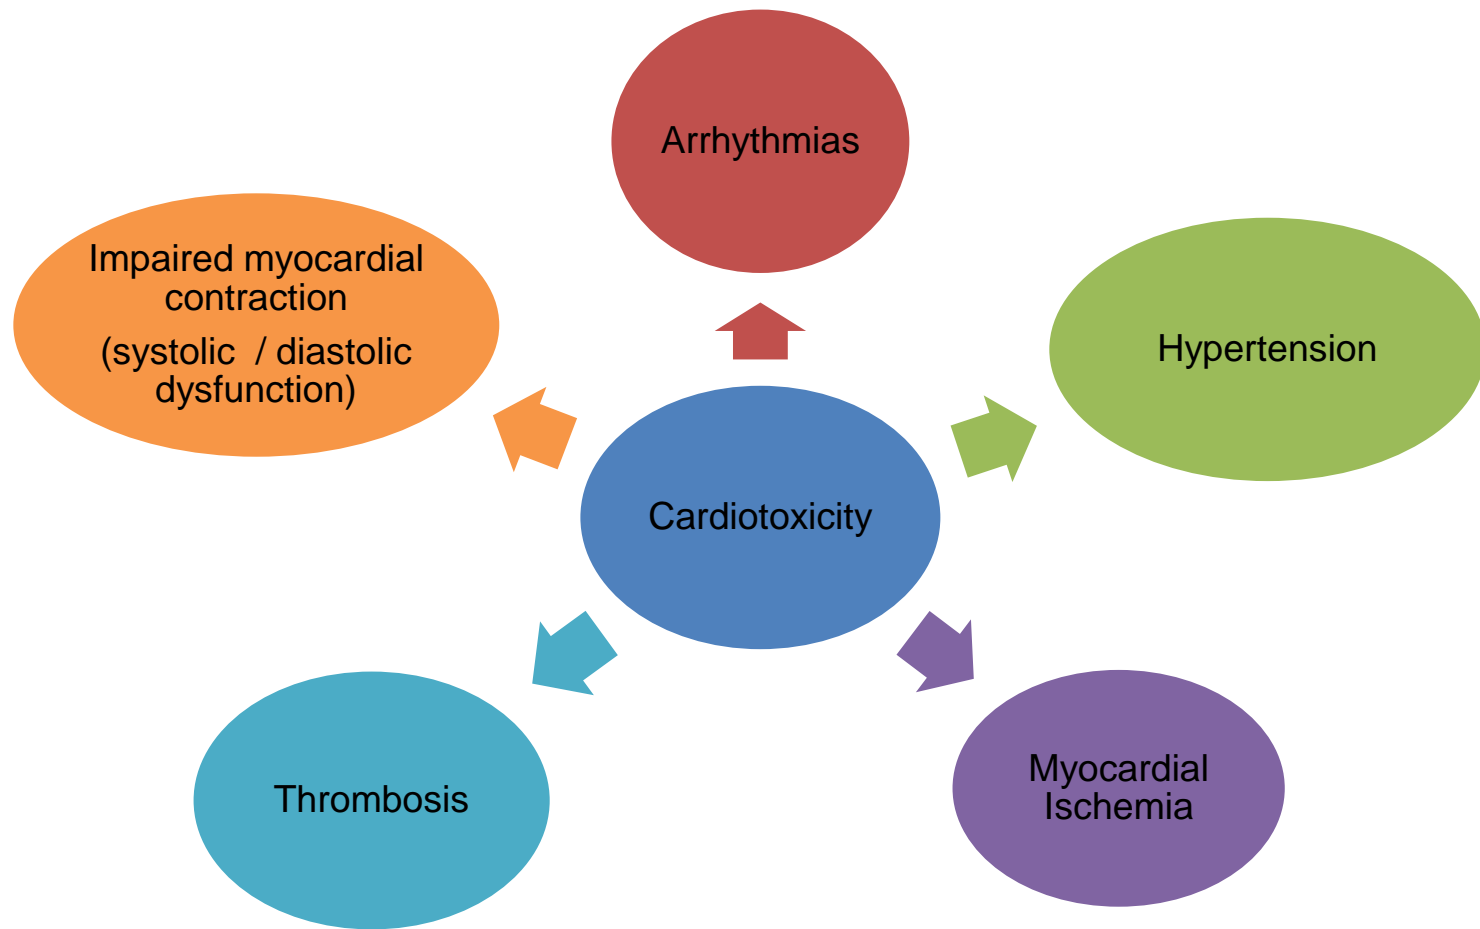 Arrhythmias
Impaired myocardial
contraction
(systolic / diastolic
dysfunction)
Hypertension
Cardiotoxicity
Thrombosis
Myocardial
Ischemia